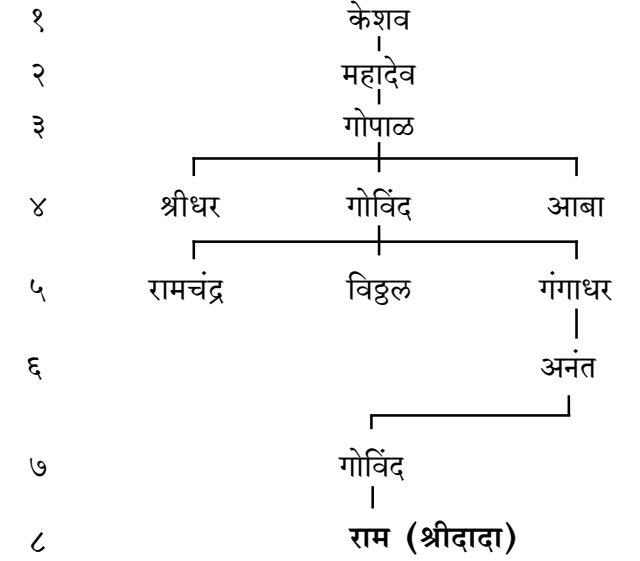 १ केशव
२ महादेव
३ गोपाळ
४ श्रीधर गोविंद आबा
५ रामचंद्र विठ्ठल गंगाधर
६ अनंत
७ गोविंद
८ राम (श्रीदादा)